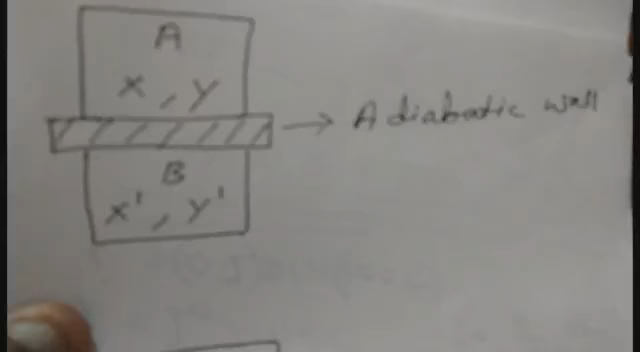 A
x , y
→ Adiabatic wall
B
x' , y'